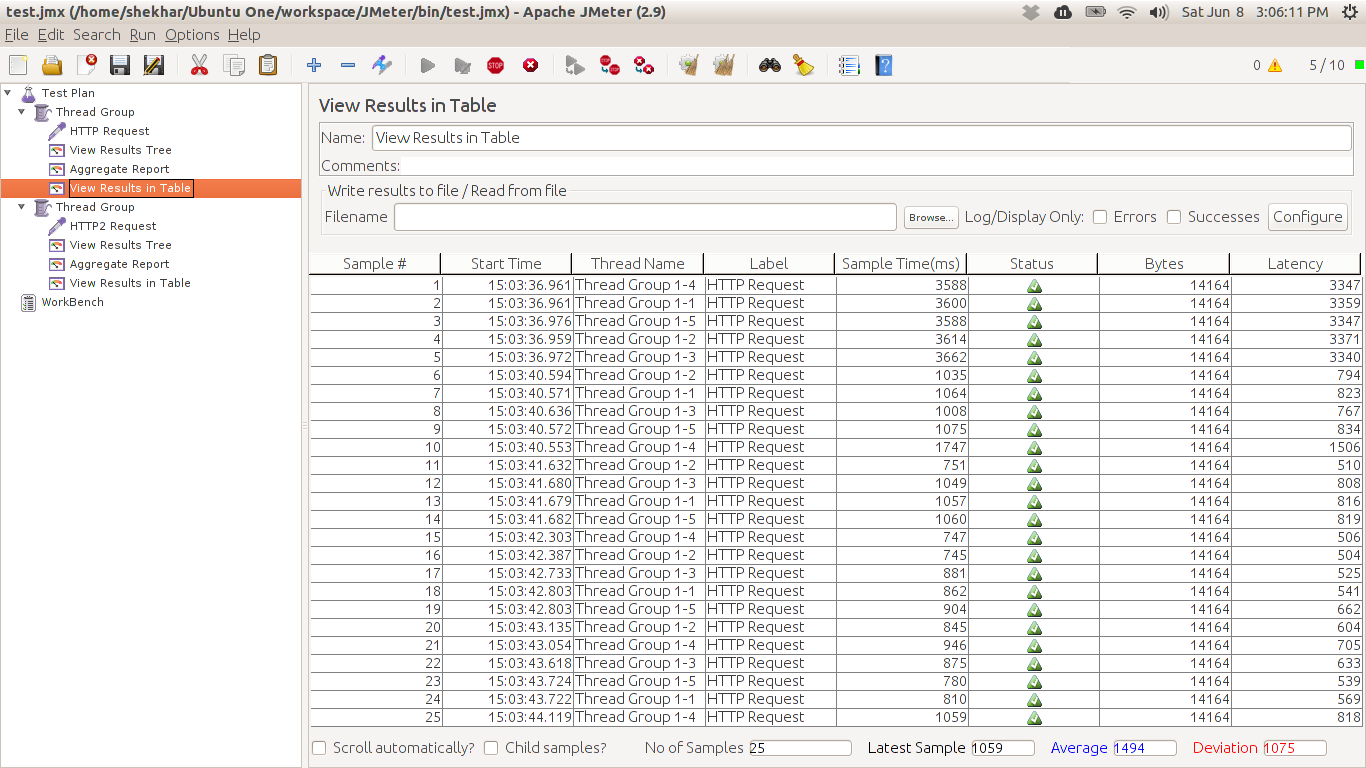 test.jmx (/home/shekhar/Ubuntu One/workspace/JMeter/bin/test.jmx) - Apache JMeter (2.9) Sat Jun 8 3:06:11 PM
File Edit Search Run Options Help
0 5 / 10
Test Plan
Thread Group
HTTP Request
View Results Tree
Aggregate Report
View Results in Table
Thread Group
HTTP2 Request
View Results Tree
Aggregate Report
View Results in Table
WorkBench
View Results in Table
Name: View Results in Table
Comments:
Write results to file / Read from file
Filename Browse... Log/Display Only: Errors Successes Configure
Sample # Start Time Thread Name Label Sample Time(ms) Status Bytes Latency
1 15:03:36.961 Thread Group 1-4 HTTP Request 3588 14164 3347
2 15:03:36.961 Thread Group 1-1 HTTP Request 3600 14164 3359
3 15:03:36.976 Thread Group 1-5 HTTP Request 3588 14164 3347
4 15:03:36.959 Thread Group 1-2 HTTP Request 3614 14164 3371
5 15:03:36.972 Thread Group 1-3 HTTP Request 3662 14164 3340
6 15:03:40.594 Thread Group 1-2 HTTP Request 1035 14164 794
7 15:03:40.571 Thread Group 1-1 HTTP Request 1064 14164 823
8 15:03:40.636 Thread Group 1-3 HTTP Request 1008 14164 767
9 15:03:40.572 Thread Group 1-5 HTTP Request 1075 14164 834
10 15:03:40.553 Thread Group 1-4 HTTP Request 1747 14164 1506
11 15:03:41.632 Thread Group 1-2 HTTP Request 751 14164 510
12 15:03:41.680 Thread Group 1-3 HTTP Request 1049 14164 808
13 15:03:41.679 Thread Group 1-1 HTTP Request 1057 14164 816
14 15:03:41.682 Thread Group 1-5 HTTP Request 1060 14164 819
15 15:03:42.303 Thread Group 1-4 HTTP Request 747 14164 506
16 15:03:42.387 Thread Group 1-2 HTTP Request 745 14164 504
17 15:03:42.733 Thread Group 1-3 HTTP Request 881 14164 525
18 15:03:42.803 Thread Group 1-1 HTTP Request 862 14164 541
19 15:03:42.803 Thread Group 1-5 HTTP Request 904 14164 662
20 15:03:43.135 Thread Group 1-2 HTTP Request 845 14164 604
21 15:03:43.054 Thread Group 1-4 HTTP Request 946 14164 705
22 15:03:43.618 Thread Group 1-3 HTTP Request 875 14164 633
23 15:03:43.724 Thread Group 1-5 HTTP Request 780 14164 539
24 15:03:43.722 Thread Group 1-1 HTTP Request 810 14164 569
25 15:03:44.119 Thread Group 1-4 HTTP Request 1059 14164 818
Scroll automatically? Child samples? No of Samples 25 Latest Sample 1059 Average 1494 Deviation 1075